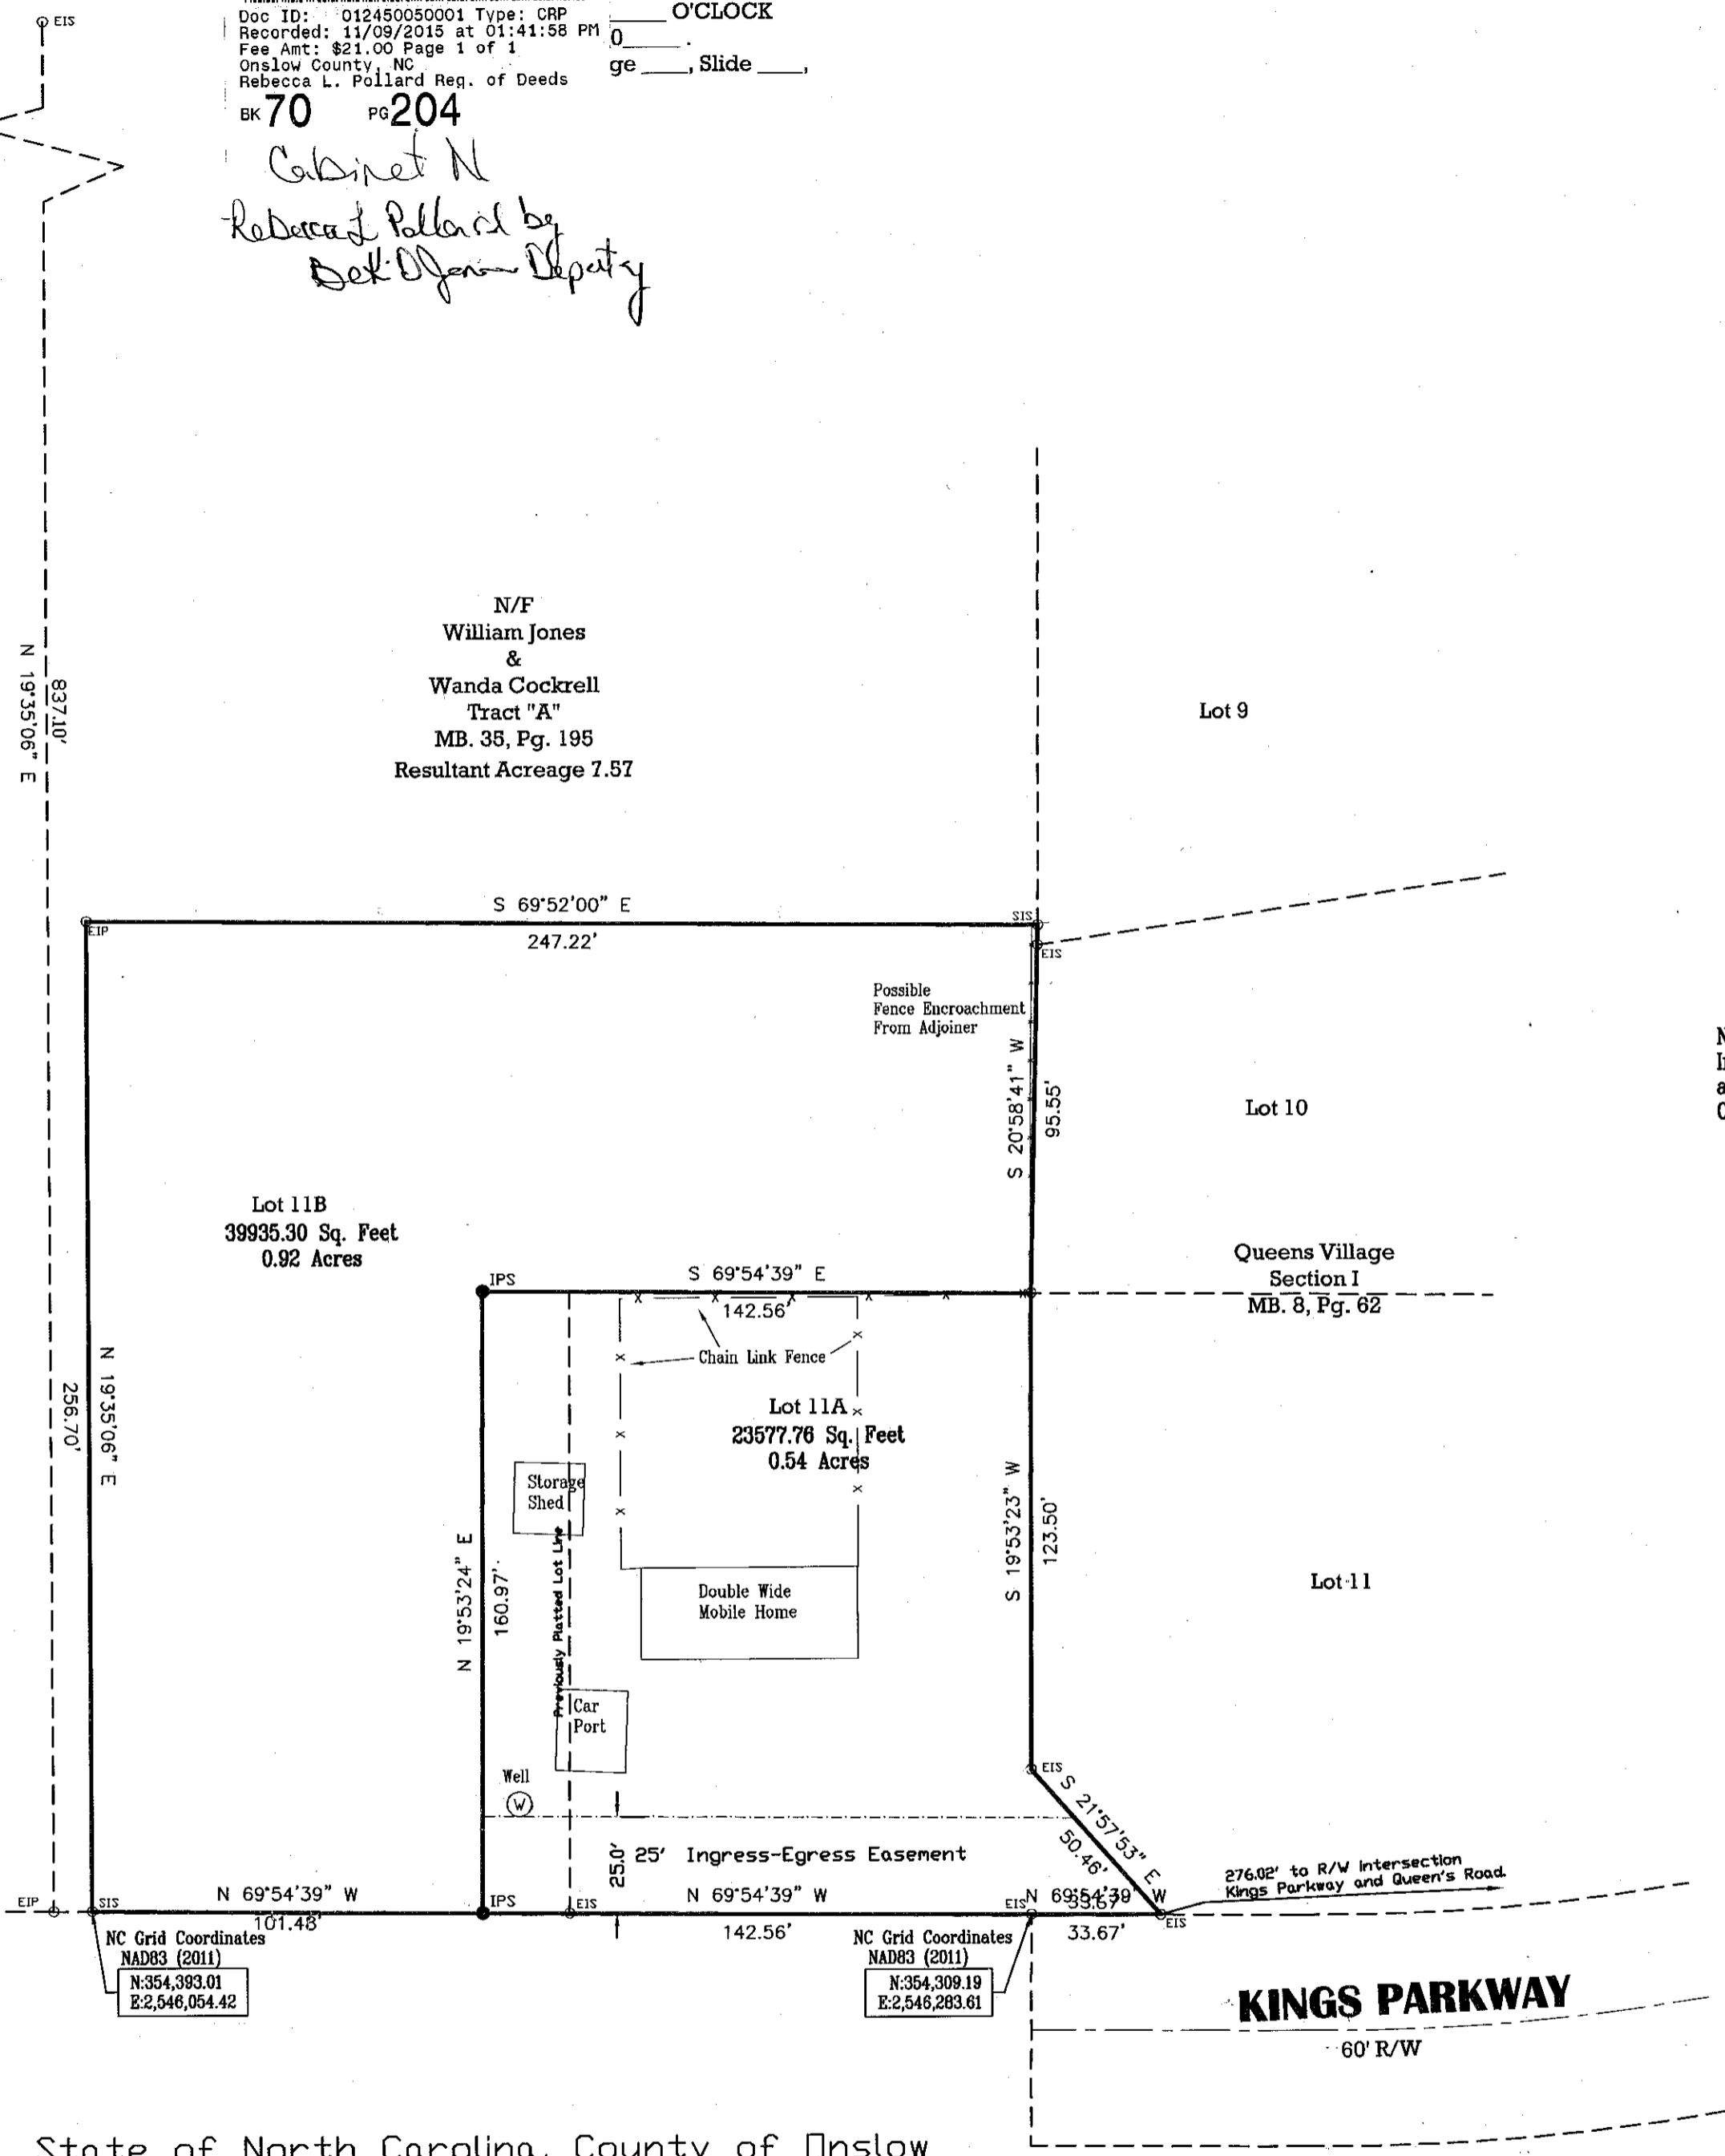 EIS
Doc ID: 012450050001 Type: CRP
Recorded: 11/09/2015 at 01:41:58 PM
Fee Amt: $21.00 Page 1 of 1
Onslow County, NC
Rebecca L. Pollard Reg. of Deeds
BK 70 PG 204
O'CLOCK
0____ .
ge ____, Slide ____,
Cabinet N
Rebecca L Pollard by
Deputy
N 19°35'06" E
837.10'
N/F
William Jones
&
Wanda Cockrell
Tract "A"
MB. 35, Pg. 195
Resultant Acreage 7.57
Lot 9
S 69°52'00" E
247.22'
EIP
SIS
EIS
Possible
Fence Encroachment
From Adjoiner
S 20°58'41" W
95.55'
Lot 10
Lot 11B
39935.30 Sq. Feet
0.92 Acres
Queens Village
Section I
MB. 8, Pg. 62
IPS
S 69°54'39" E
142.56'
Chain Link Fence
Lot 11A
23577.76 Sq. Feet
0.54 Acres
N 19°35'06" E
256.70'
Storage
Shed
Previously Platted Lot Line
N 19°53'24" E
160.97'
S 19°53'23" W
123.50'
Double Wide
Mobile Home
Lot 11
Car
Port
Well
W
EIS
S 21°57'53" E
50.46'
25.0'
25' Ingress-Egress Easement
276.02' to R/W intersection
Kings Parkway and Queen's Road
EIP
SIS
N 69°54'39" W
101.48'
IPS
EIS
N 69°54'39" W
142.56'
EIS
N 69°54'39" W
33.67
33.67'
EIS
NC Grid Coordinates
NAD83 (2011)
N:354,393.01
E:2,546,054.42
NC Grid Coordinates
NAD83 (2011)
N:354,309.19
E:2,546,283.61
KINGS PARKWAY
60' R/W
State of North Carolina, County of Onslow